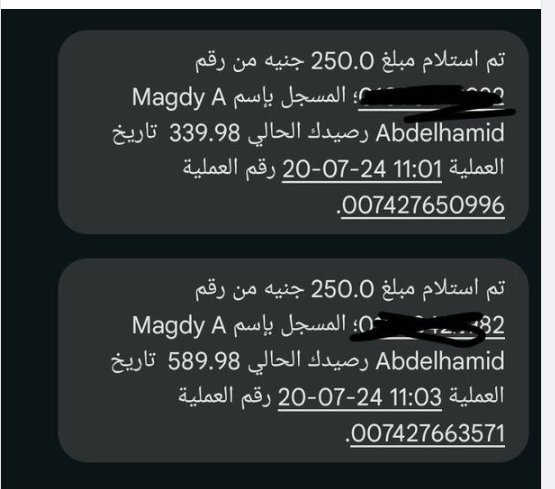 تم استلام مبلغ 250.0 جنيه من رقم
؛ المسجل بإسم Magdy A
Abdelhamid رصيدك الحالي 339.98 تاريخ
العملية 20-07-24 11:01 رقم العملية
007427650996.
تم استلام مبلغ 250.0 جنيه من رقم
؛ المسجل بإسم Magdy A
Abdelhamid رصيدك الحالي 589.98 تاريخ
العملية 20-07-24 11:03 رقم العملية
007427663571.